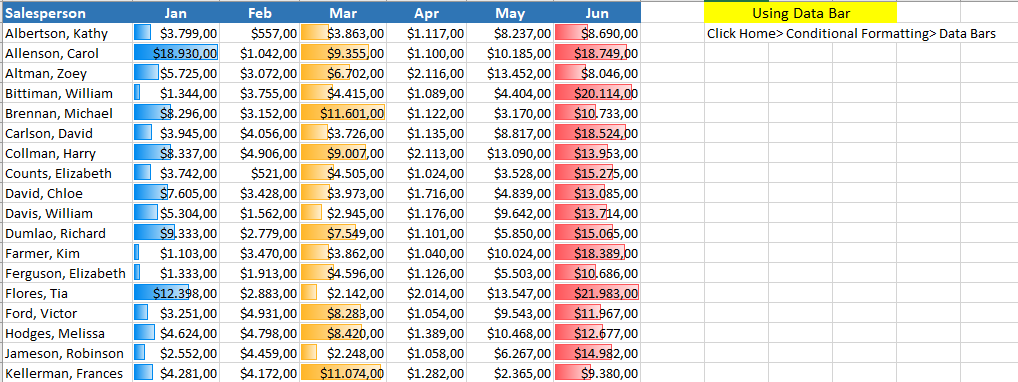 Salesperson Jan Feb Mar Apr May Jun Using Data Bar
Albertson, Kathy $3.799,00 $557,00 $3.863,00 $1.117,00 $8.237,00 $8.690,00 Click Home> Conditional Formatting> Data Bars
Allenson, Carol $18.930,00 $1.042,00 $9.355,00 $1.100,00 $10.185,00 $18.749,00
Altman, Zoey $5.725,00 $3.072,00 $6.702,00 $2.116,00 $13.452,00 $8.046,00
Bittiman, William $1.344,00 $3.755,00 $4.415,00 $1.089,00 $4.404,00 $20.114,00
Brennan, Michael $8.296,00 $3.152,00 $11.601,00 $1.122,00 $3.170,00 $10.733,00
Carlson, David $3.945,00 $4.056,00 $3.726,00 $1.135,00 $8.817,00 $18.524,00
Collman, Harry $8.337,00 $4.906,00 $9.007,00 $2.113,00 $13.090,00 $13.953,00
Counts, Elizabeth $3.742,00 $521,00 $4.505,00 $1.024,00 $3.528,00 $15.275,00
David, Chloe $7.605,00 $3.428,00 $3.973,00 $1.716,00 $4.839,00 $13.085,00
Davis, William $5.304,00 $1.562,00 $2.945,00 $1.176,00 $9.642,00 $13.714,00
Dumlao, Richard $9.333,00 $2.779,00 $7.549,00 $1.101,00 $5.850,00 $15.065,00
Farmer, Kim $1.103,00 $3.470,00 $3.862,00 $1.040,00 $10.024,00 $18.389,00
Ferguson, Elizabeth $1.333,00 $1.913,00 $4.596,00 $1.126,00 $5.503,00 $10.686,00
Flores, Tia $12.398,00 $2.883,00 $2.142,00 $2.014,00 $13.547,00 $21.983,00
Ford, Victor $3.251,00 $4.931,00 $8.283,00 $1.054,00 $9.543,00 $11.967,00
Hodges, Melissa $4.624,00 $4.798,00 $8.420,00 $1.389,00 $10.468,00 $12.677,00
Jameson, Robinson $2.552,00 $4.459,00 $2.248,00 $1.058,00 $6.267,00 $14.982,00
Kellerman, Frances $4.281,00 $4.172,00 $11.074,00 $1.282,00 $2.365,00 $9.380,00